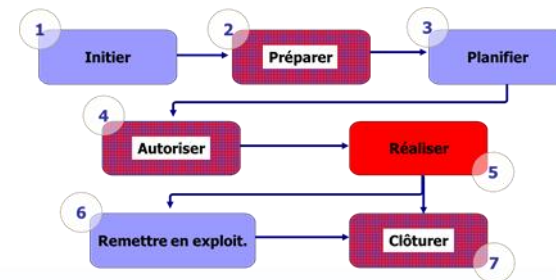 1
Initier
2
Préparer
3
Planifier
4
Autoriser
Réaliser
5
6
Remettre en exploit.
Clôturer
7